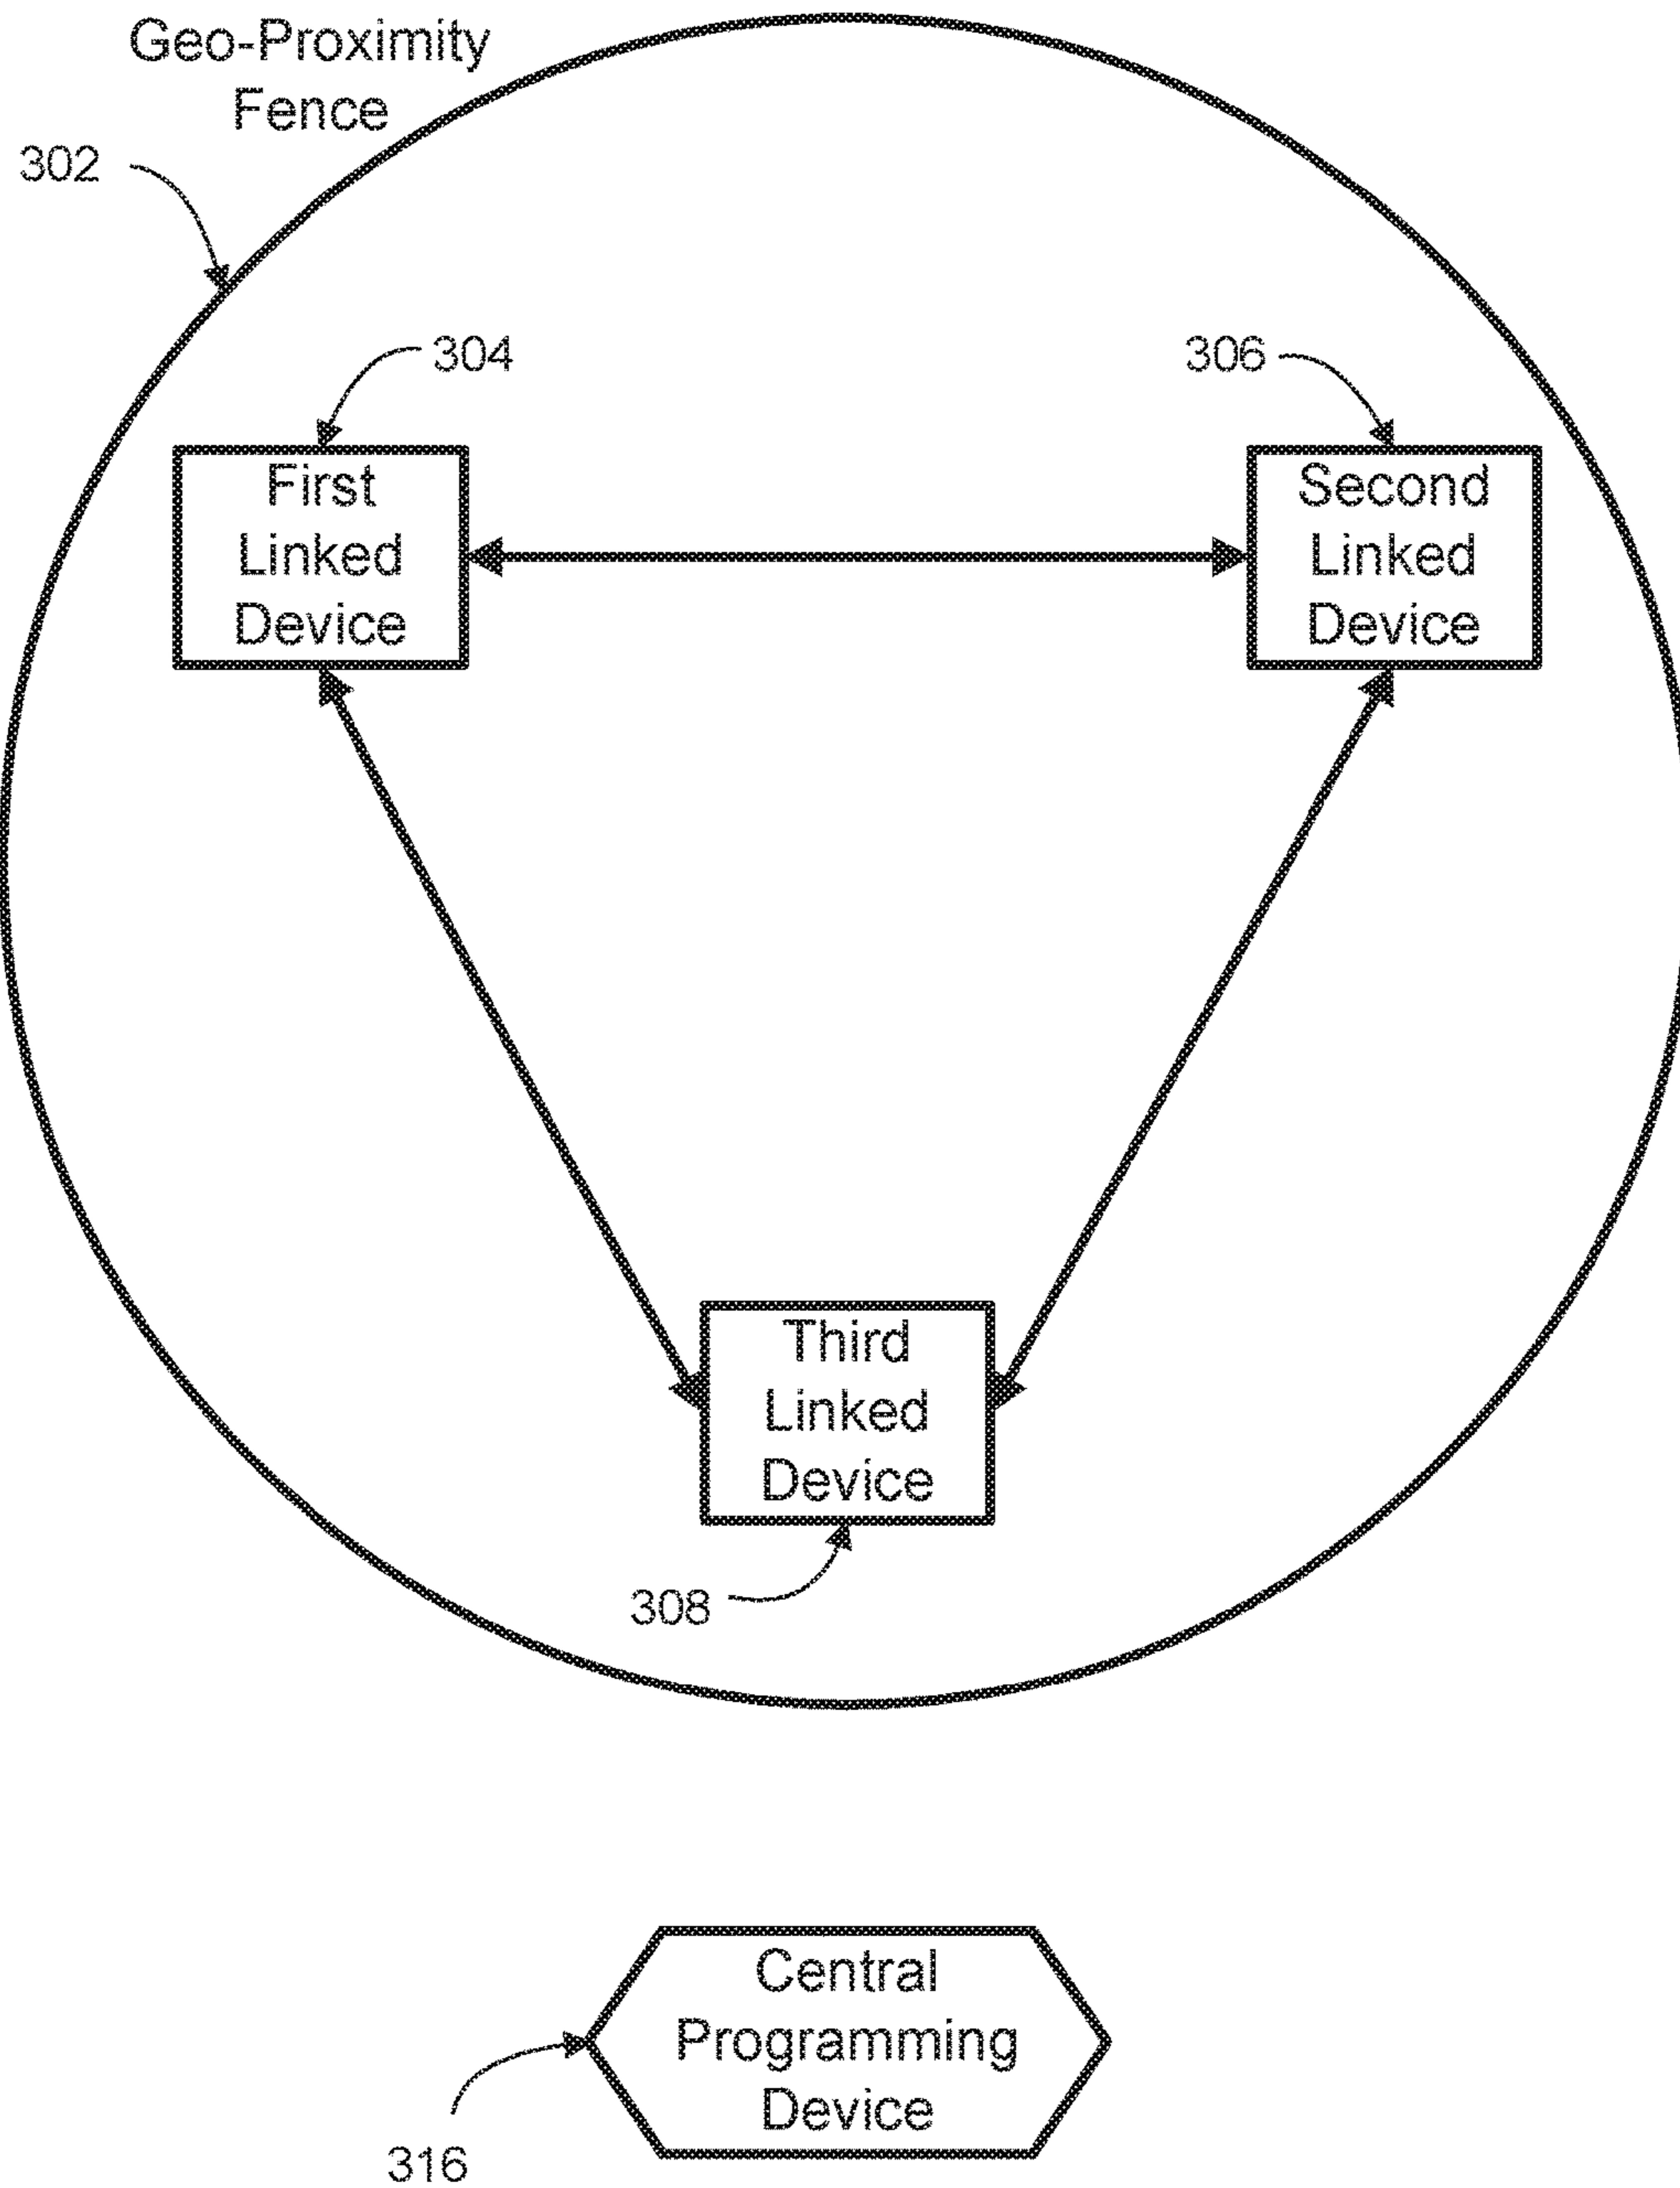 Geo-Proximity
Fence
302
304
306
First
Linked
Device
Second
Linked
Device
Third
Linked
Device
308
Central
Programming
Device
316